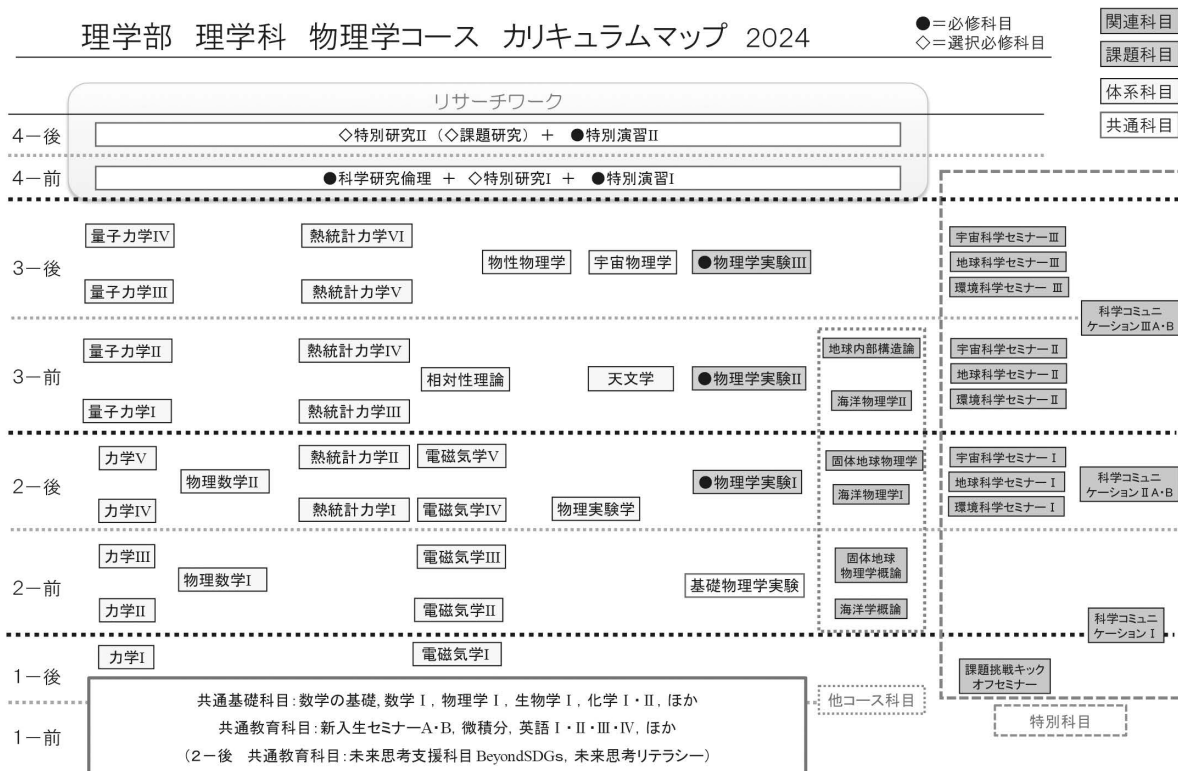 理学部 理学科 物理学コース カリキュラムマップ 2024
●=必修科目
◇=選択必修科目
関連科目
課題科目
体系科目
共通科目
リサーチワーク
4－後
◇特別研究II（◇課題研究） ＋ ●特別演習II
4－前
●科学研究倫理 ＋ ◇特別研究I ＋ ●特別演習I
3－後
量子力学IV
熱統計力学VI
物性物理学
宇宙物理学
●物理学実験III
量子力学III
熱統計力学V
宇宙科学セミナーIII
地球科学セミナーIII
環境科学セミナー III
科学コミュニ
ケーションIIIA・B
3－前
量子力学II
熱統計力学IV
相対性理論
天文学
●物理学実験II
量子力学I
熱統計力学III
地球内部構造論
海洋物理学II
宇宙科学セミナーII
地球科学セミナーII
環境科学セミナーII
2－後
力学V
物理数学II
力学IV
熱統計力学II
電磁気学V
熱統計力学I
電磁気学IV
物理実験学
●物理学実験I
固体地球物理学
海洋物理学I
宇宙科学セミナーI
地球科学セミナーI
環境科学セミナーI
科学コミュニ
ケーションIIA・B
2－前
力学III
物理数学I
力学II
電磁気学III
電磁気学II
基礎物理学実験
固体地球
物理学概論
海洋学概論
科学コミュニ
ケーションI
1－後
力学I
電磁気学I
課題挑戦キック
オフセミナー
1－前
共通基礎科目：科学の基礎, 数学I, 物理学I, 生物学I, 化学I・II, ほか
共通教育科目：新入生セミナーA・B, 微積分, 英語I・II・III・IV, ほか
（2－後 共通教育科目：未来思考支援科目BeyondSDGs, 未来思考リテラシー）
他コース科目
特別科目